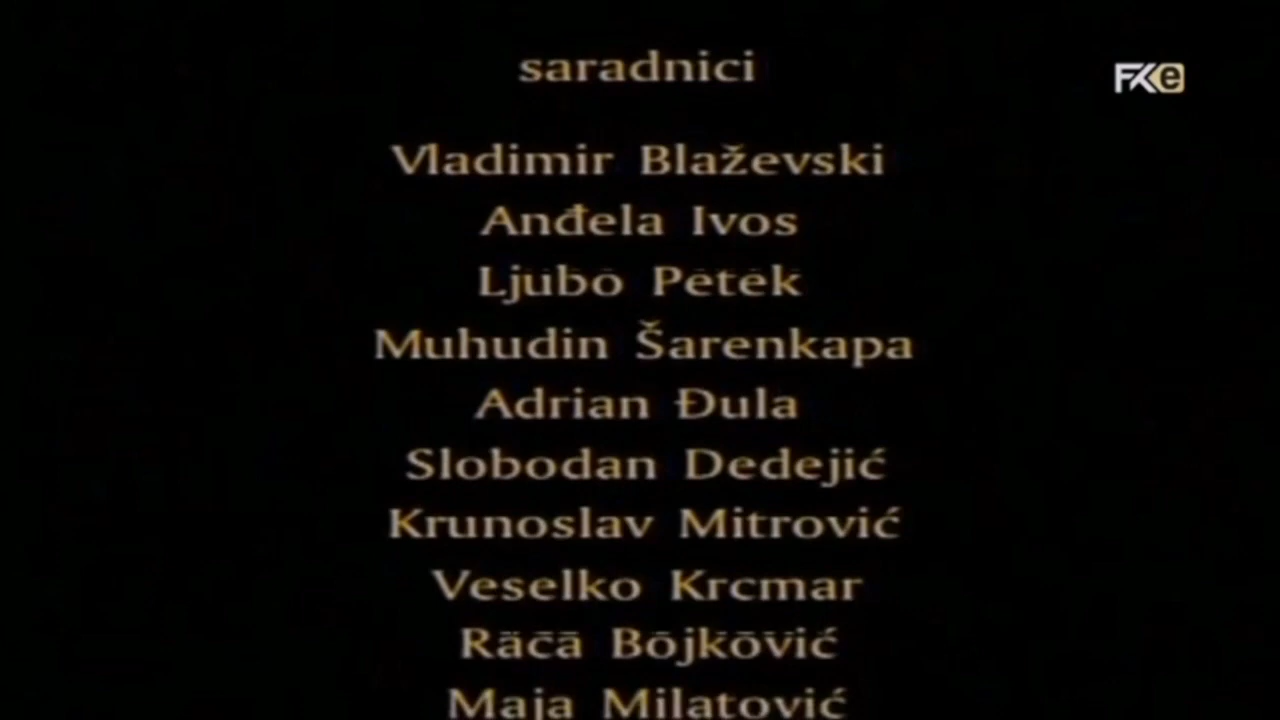 saradnici
FKe
Vladimir Blaževski
Anđela Ivos
Ljubo Petek
Muhudin Šarenkapa
Adrian Đula
Slobodan Dedejić
Krunoslav Mitrović
Veselko Krcmar
Raca Bojković
Maja Milatović